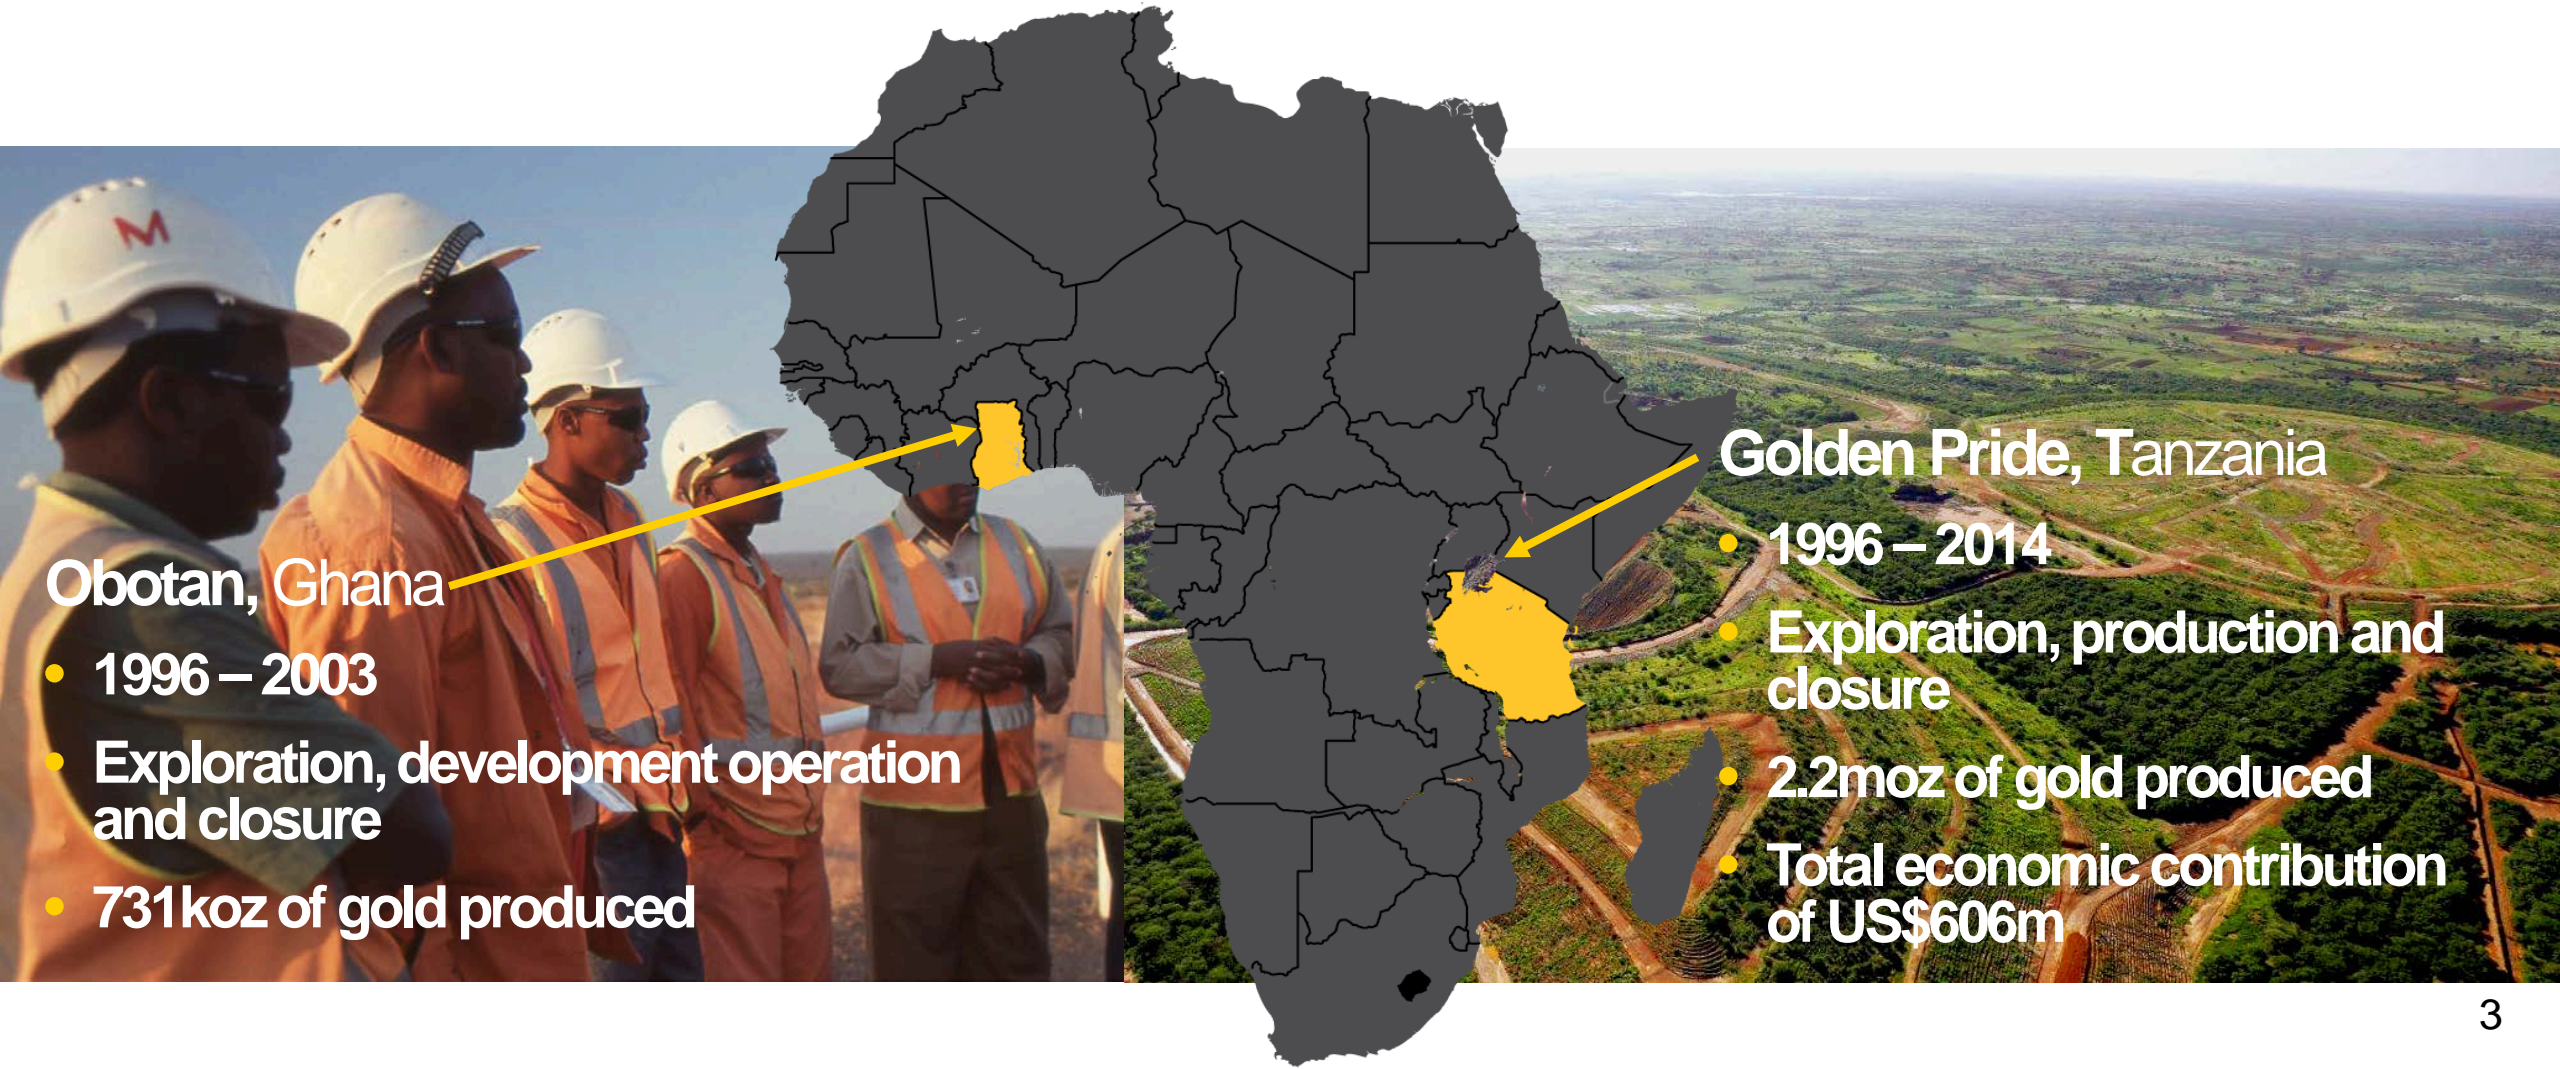 M
Obotan, Ghana
• 1996 – 2003
• Exploration, development operation
and closure
• 731koz of gold produced
Golden Pride, Tanzania
• 1996 – 2014
• Exploration, production and
closure
• 2.2moz of gold produced
• Total economic contribution
of US$606m
3